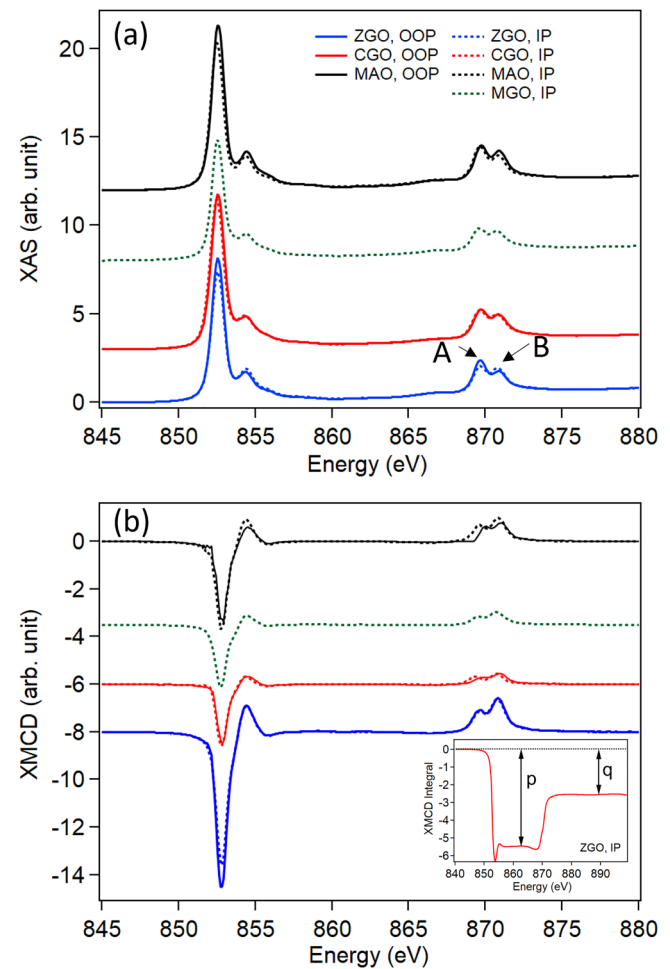 (a)
ZGO, OOP
CGO, OOP
MAO, OOP
ZGO, IP
CGO, IP
MAO, IP
MGO, IP
XAS (arb. unit)
20
15
10
5
0
A
B
845 850 855 860 865 870 875 880
Energy (eV)
(b)
XMCD (arb. unit)
0
-2
-4
-6
-8
-10
-12
-14
XMCD Integral
0
-1
-2
-3
-4
-5
-6
p
q
ZGO, IP
840 850 860 870 880 890
Energy (eV)
845 850 855 860 865 870 875 880
Energy (eV)